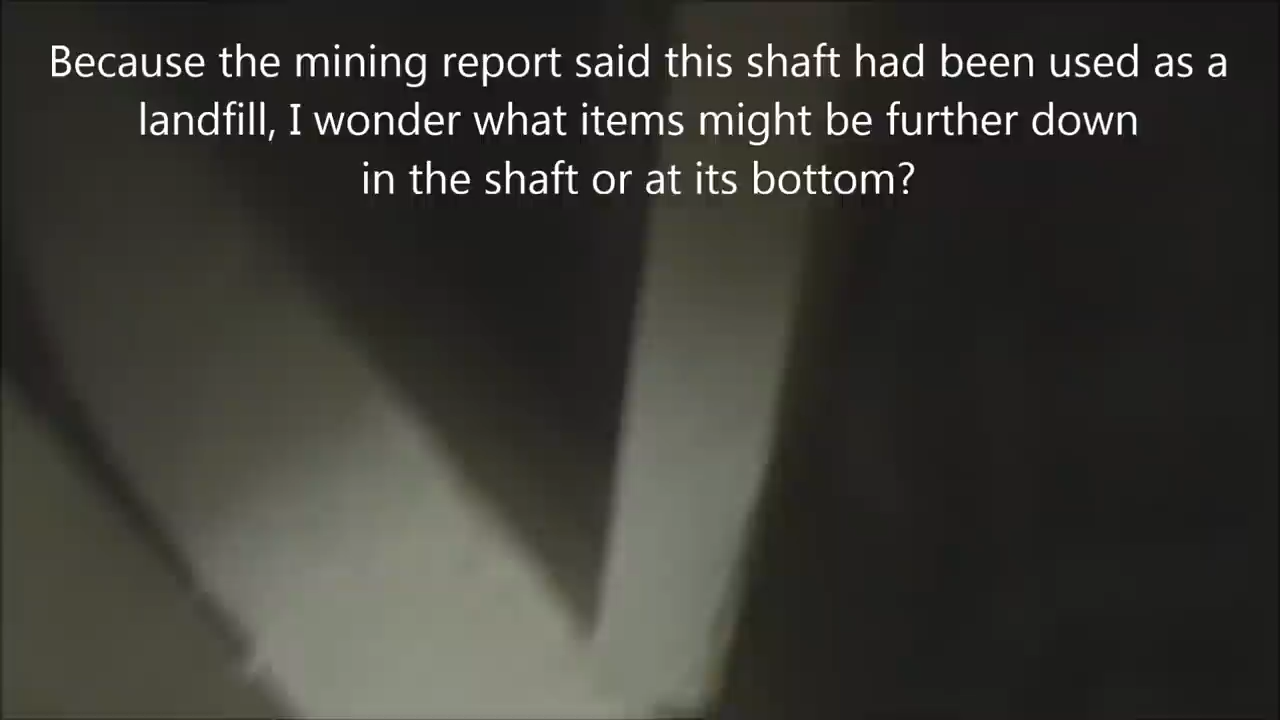 Because the mining report said this shaft had been used as a
landfill, I wonder what items might be further down
in the shaft or at its bottom?